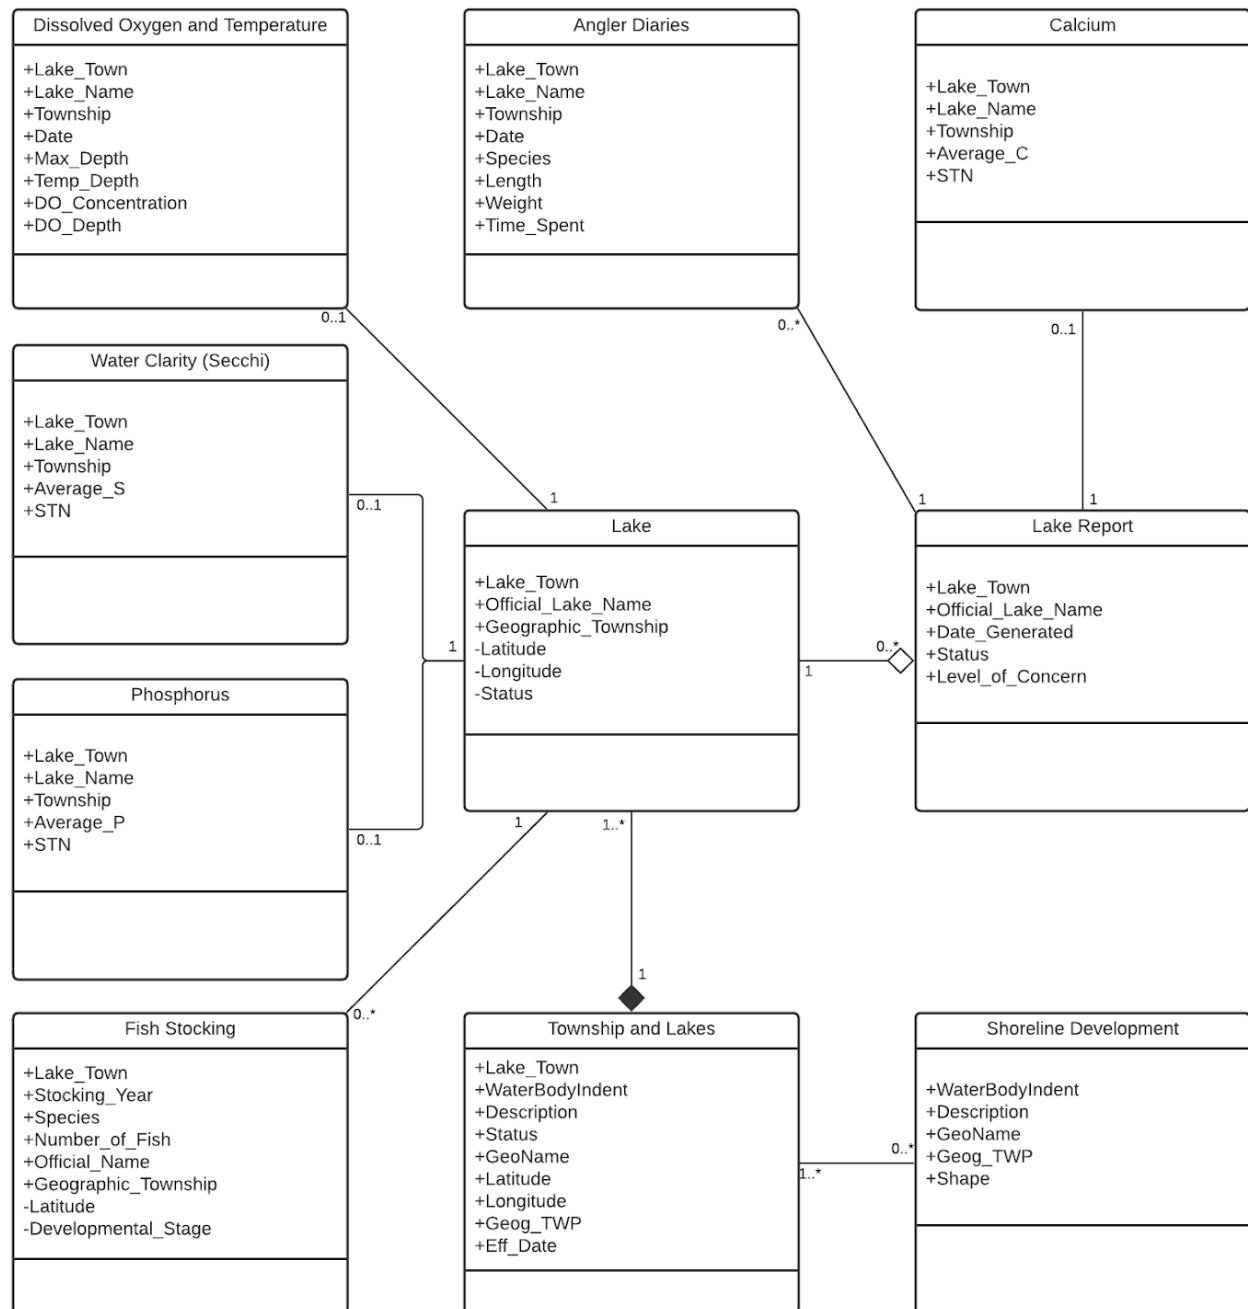 Dissolved Oxygen and Temperature
+Lake_Town
+Lake_Name
+Township
+Date
+Max_Depth
+Temp_Depth
+DO_Concentration
+DO_Depth
0..1
Angler Diaries
+Lake_Town
+Lake_Name
+Township
+Date
+Species
+Length
+Weight
+Time_Spent
0..*
Calcium
+Lake_Town
+Lake_Name
+Township
+Average_C
+STN
0..1
Water Clarity (Secchi)
+Lake_Town
+Lake_Name
+Township
+Average_S
+STN
0..1
1
1
1
Lake
+Lake_Town
+Official_Lake_Name
+Geographic_Township
-Latitude
-Longitude
-Status
1
1
0..*
Lake Report
+Lake_Town
+Official_Lake_Name
+Date_Generated
+Status
+Level_of_Concern
Phosphorus
+Lake_Town
+Lake_Name
+Township
+Average_P
+STN
0..1
1
1..*
1
0..*
Fish Stocking
+Lake_Town
+Stocking_Year
+Species
+Number_of_Fish
+Official_Name
+Geographic_Township
-Latitude
-Developmental_Stage
Township and Lakes
+Lake_Town
+WaterBodyIndent
+Description
+Status
+GeoName
+Latitude
+Longitude
+Geog_TWP
+Eff_Date
1..*
0..*
Shoreline Development
+WaterBodyIndent
+Description
+GeoName
+Geog_TWP
+Shape